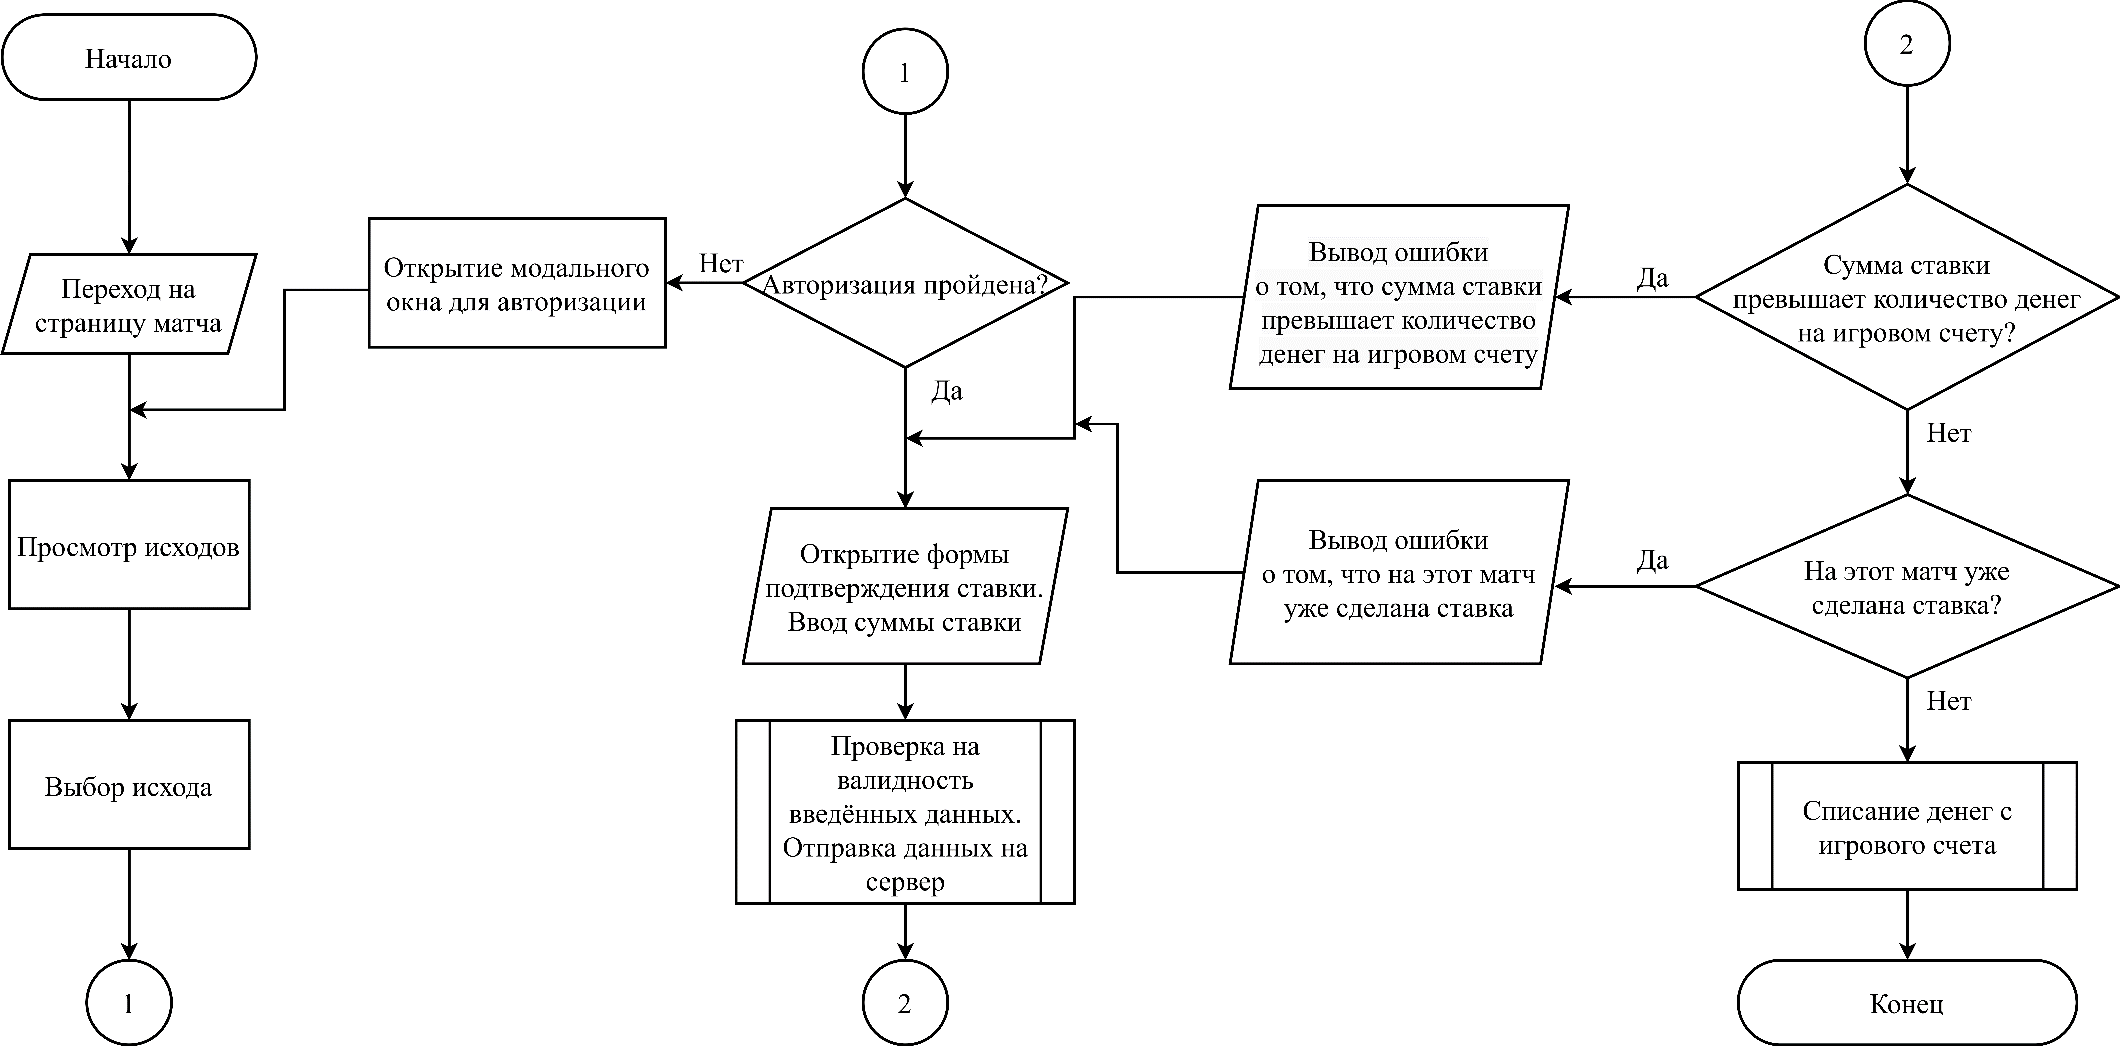 Начало
Переход на
страницу матча
Просмотр исходов
Выбор исхода
1
1
Авторизация пройдена?
Нет
Открытие модального
окна для авторизации
Да
Открытие формы
подтверждения ставки.
Ввод суммы ставки
Проверка на
валидность
введённых данных.
Отправка данных на
сервер
2
2
Сумма ставки
превышает количество денег
на игровом счету?
Да
Вывод ошибки
о том, что сумма ставки
превышает количество
денег на игровом счету
Нет
На этот матч уже
сделана ставка?
Да
Вывод ошибки
о том, что на этот матч
уже сделана ставка
Нет
Списание денег с
игрового счета
Конец